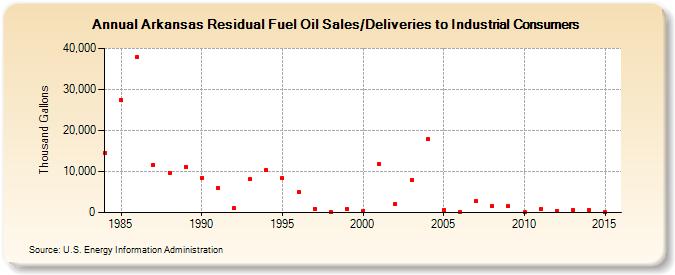 Annual Arkansas Residual Fuel Oil Sales/Deliveries to Industrial Consumers
Thousand Gallons
40,000
30,000
20,000
10,000
0
1985 1990 1995 2000 2005 2010 2015
Source: U.S. Energy Information Administration